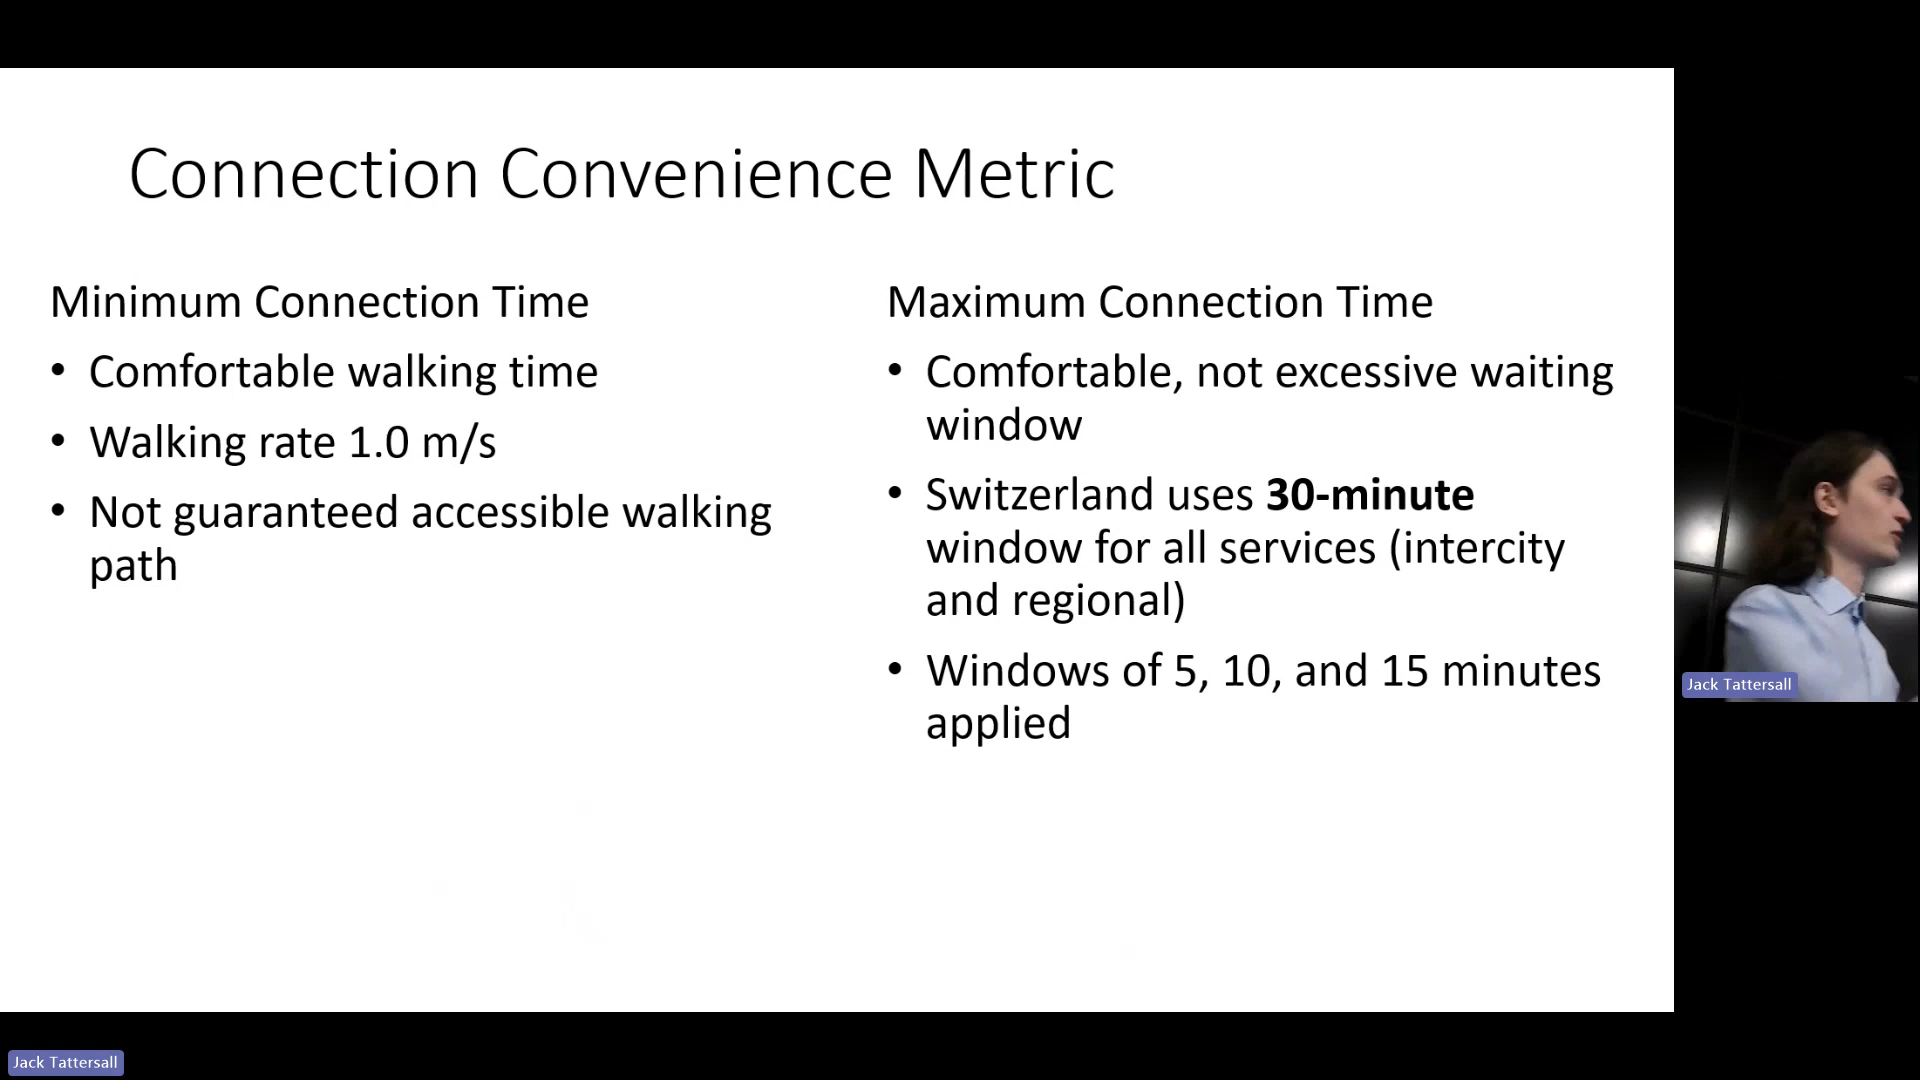 Connection Convenience Metric
Minimum Connection Time
• Comfortable walking time
• Walking rate 1.0 m/s
• Not guaranteed accessible walking
path
Maximum Connection Time
• Comfortable, not excessive waiting
window
• Switzerland uses 30-minute
window for all services (intercity
and regional)
• Windows of 5, 10, and 15 minutes
applied
Jack Tattersall
Jack Tattersall